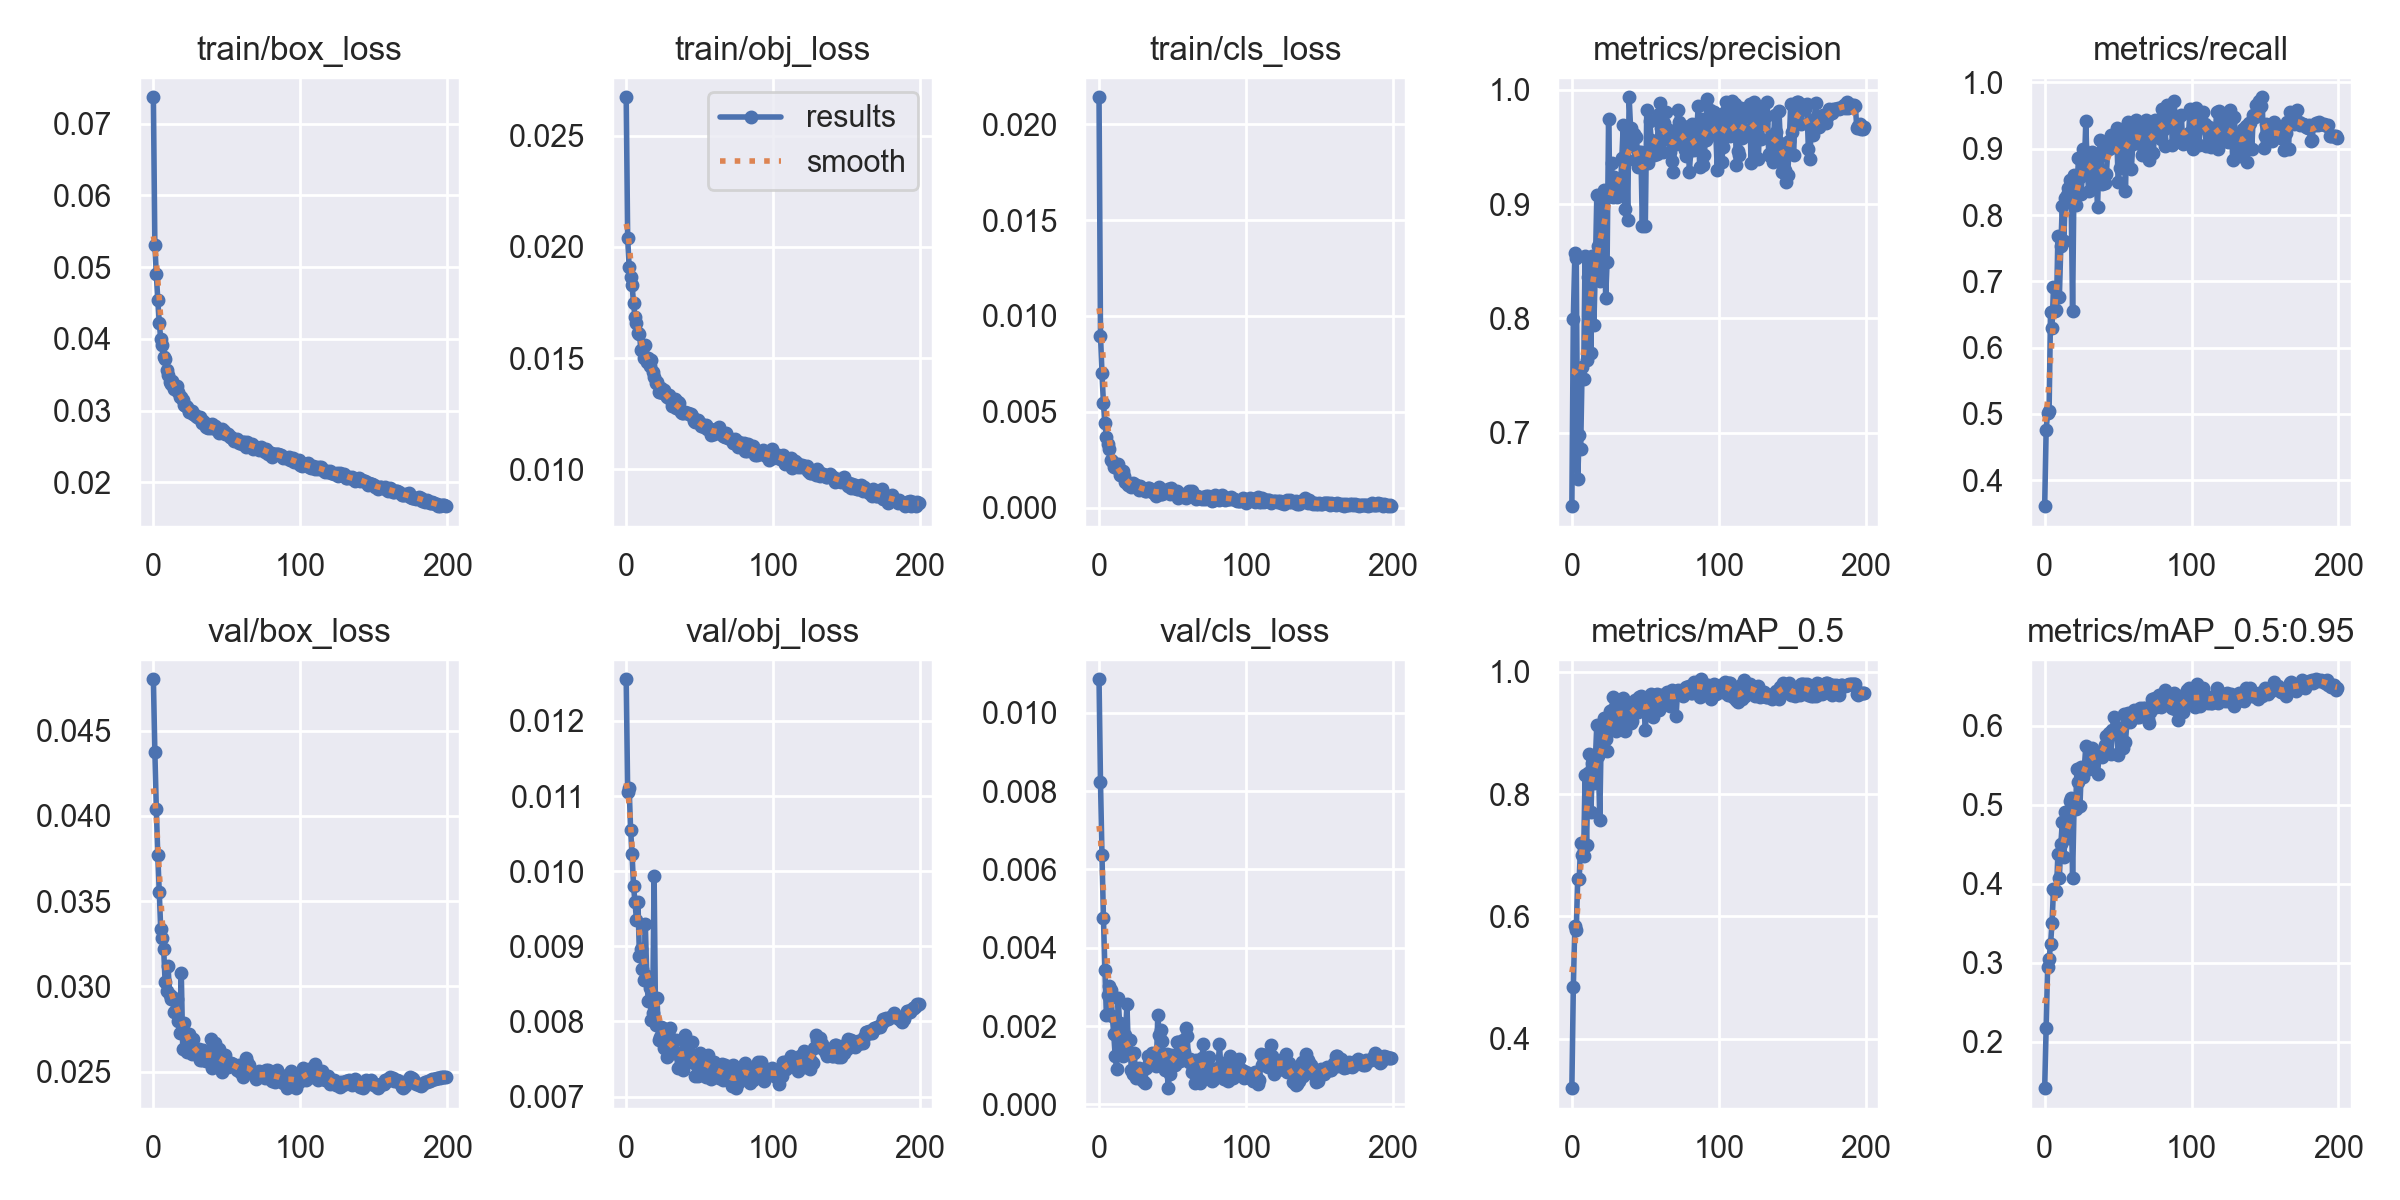 train/box_loss
0.07
0.06
0.05
0.04
0.03
0.02
0 100 200
train/obj_loss
results
smooth
0.025
0.020
0.015
0.010
0 100 200
train/cls_loss
0.020
0.015
0.010
0.005
0.000
0 100 200
metrics/precision
1.0
0.9
0.8
0.7
0 100 200
metrics/recall
1.0
0.9
0.8
0.7
0.6
0.5
0.4
0 100 200
val/box_loss
0.045
0.040
0.035
0.030
0.025
0 100 200
val/obj_loss
0.012
0.011
0.010
0.009
0.008
0.007
0 100 200
val/cls_loss
0.010
0.008
0.006
0.004
0.002
0.000
0 100 200
metrics/mAP_0.5
1.0
0.8
0.6
0.4
0 100 200
metrics/mAP_0.5:0.95
0.6
0.5
0.4
0.3
0.2
0 100 200